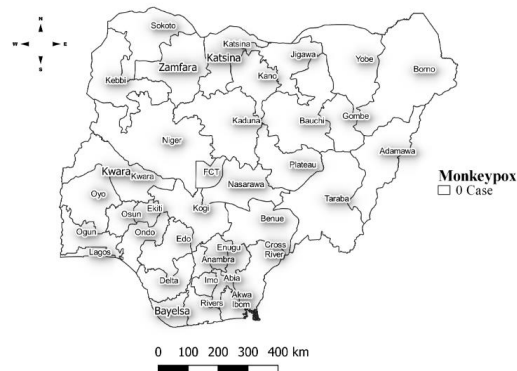 N
W E
S
Sokoto
Katsina
Zamfara
Katsina
Jigawa
Yobe
Borno
Kebbi
Kano
Gombe
Kaduna
Bauchi
Niger
Adamawa
Plateau
FCT
Kwara
Kwara
Nasarawa
Monkeypox
0 Case
Oyo
Taraba
Ekiti
Kogi
Osun
Benue
Ogun
Ondo
Edo
Enugu
Cross
River
Lagos
Anambra
Delta
Imo
Abia
Bayelsa
Rivers
Akwa
Ibom
0 100 200 300 400 km